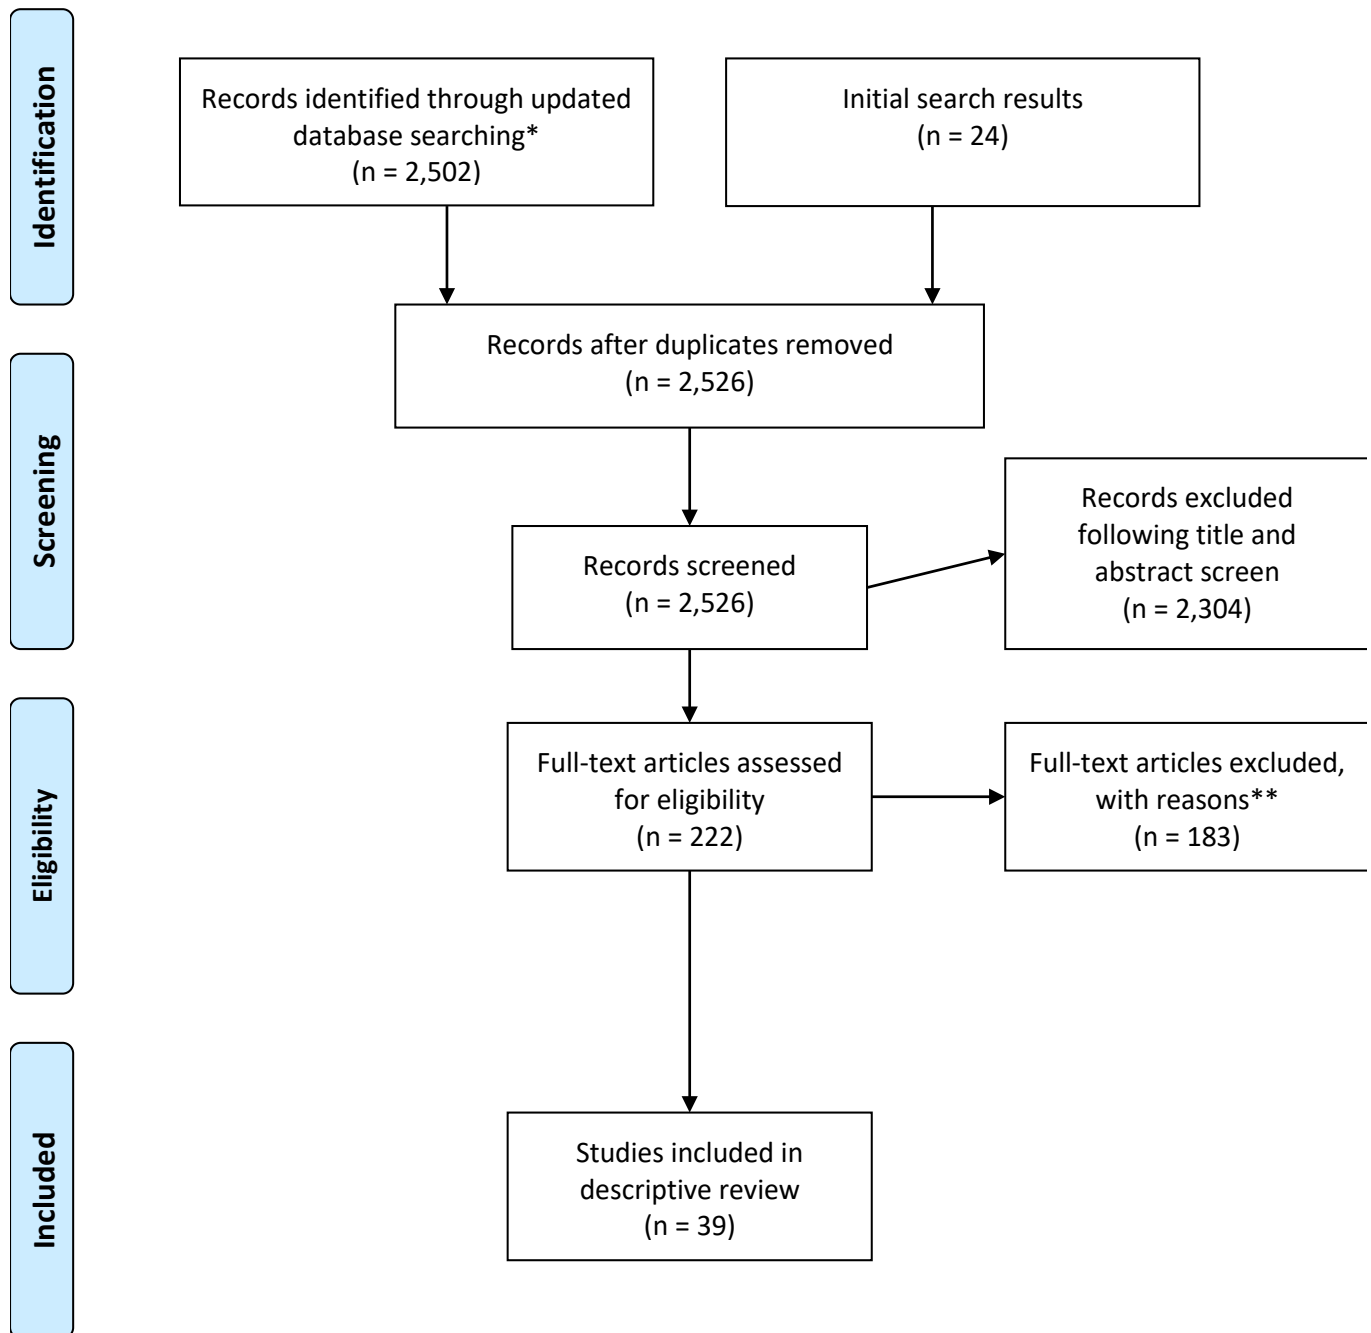 Identification
Records identified through updated
database searching*
(n = 2,502)
Initial search results
(n = 24)
Records after duplicates removed
(n = 2,526)
Screening
Records screened
(n = 2,526)
Records excluded
following title and
abstract screen
(n = 2,304)
Eligibility
Full-text articles assessed
for eligibility
(n = 222)
Full-text articles excluded,
with reasons**
(n = 183)
Included
Studies included in
descriptive review
(n = 39)